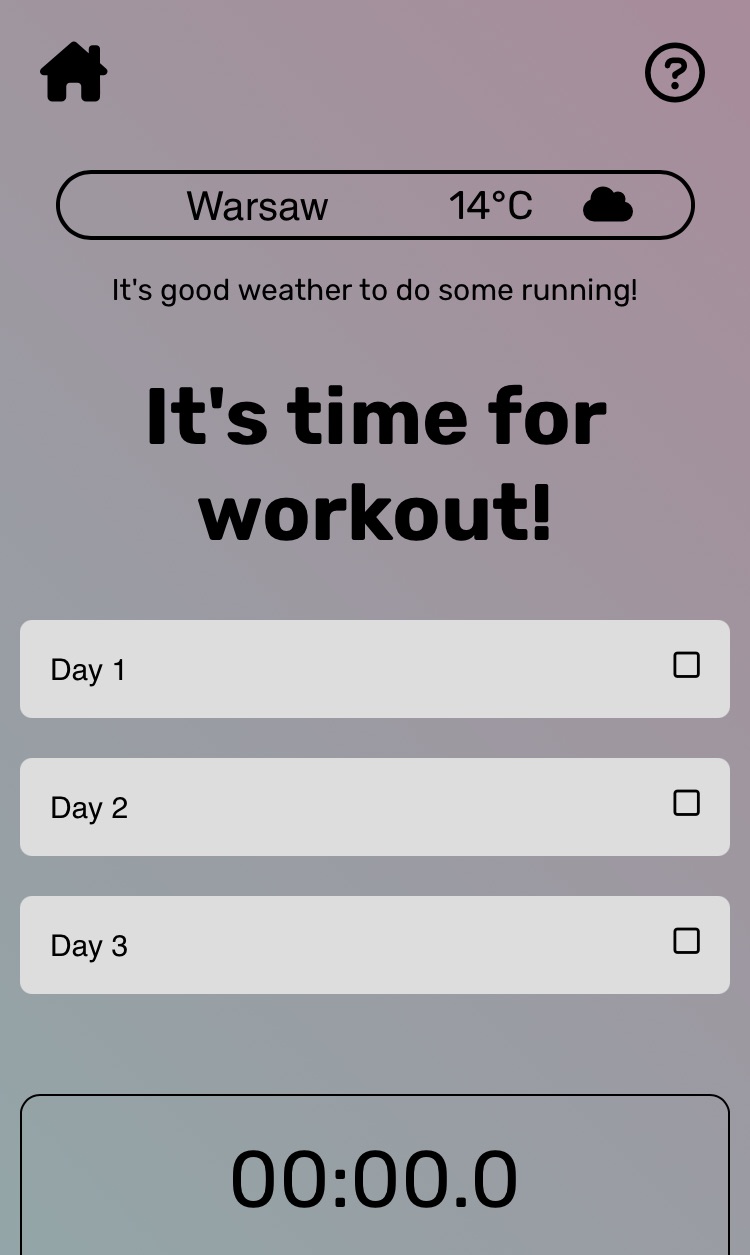 Warsaw 14°C
It's good weather to do some running!
It's time for
workout!
Day 1
Day 2
Day 3
00:00.0